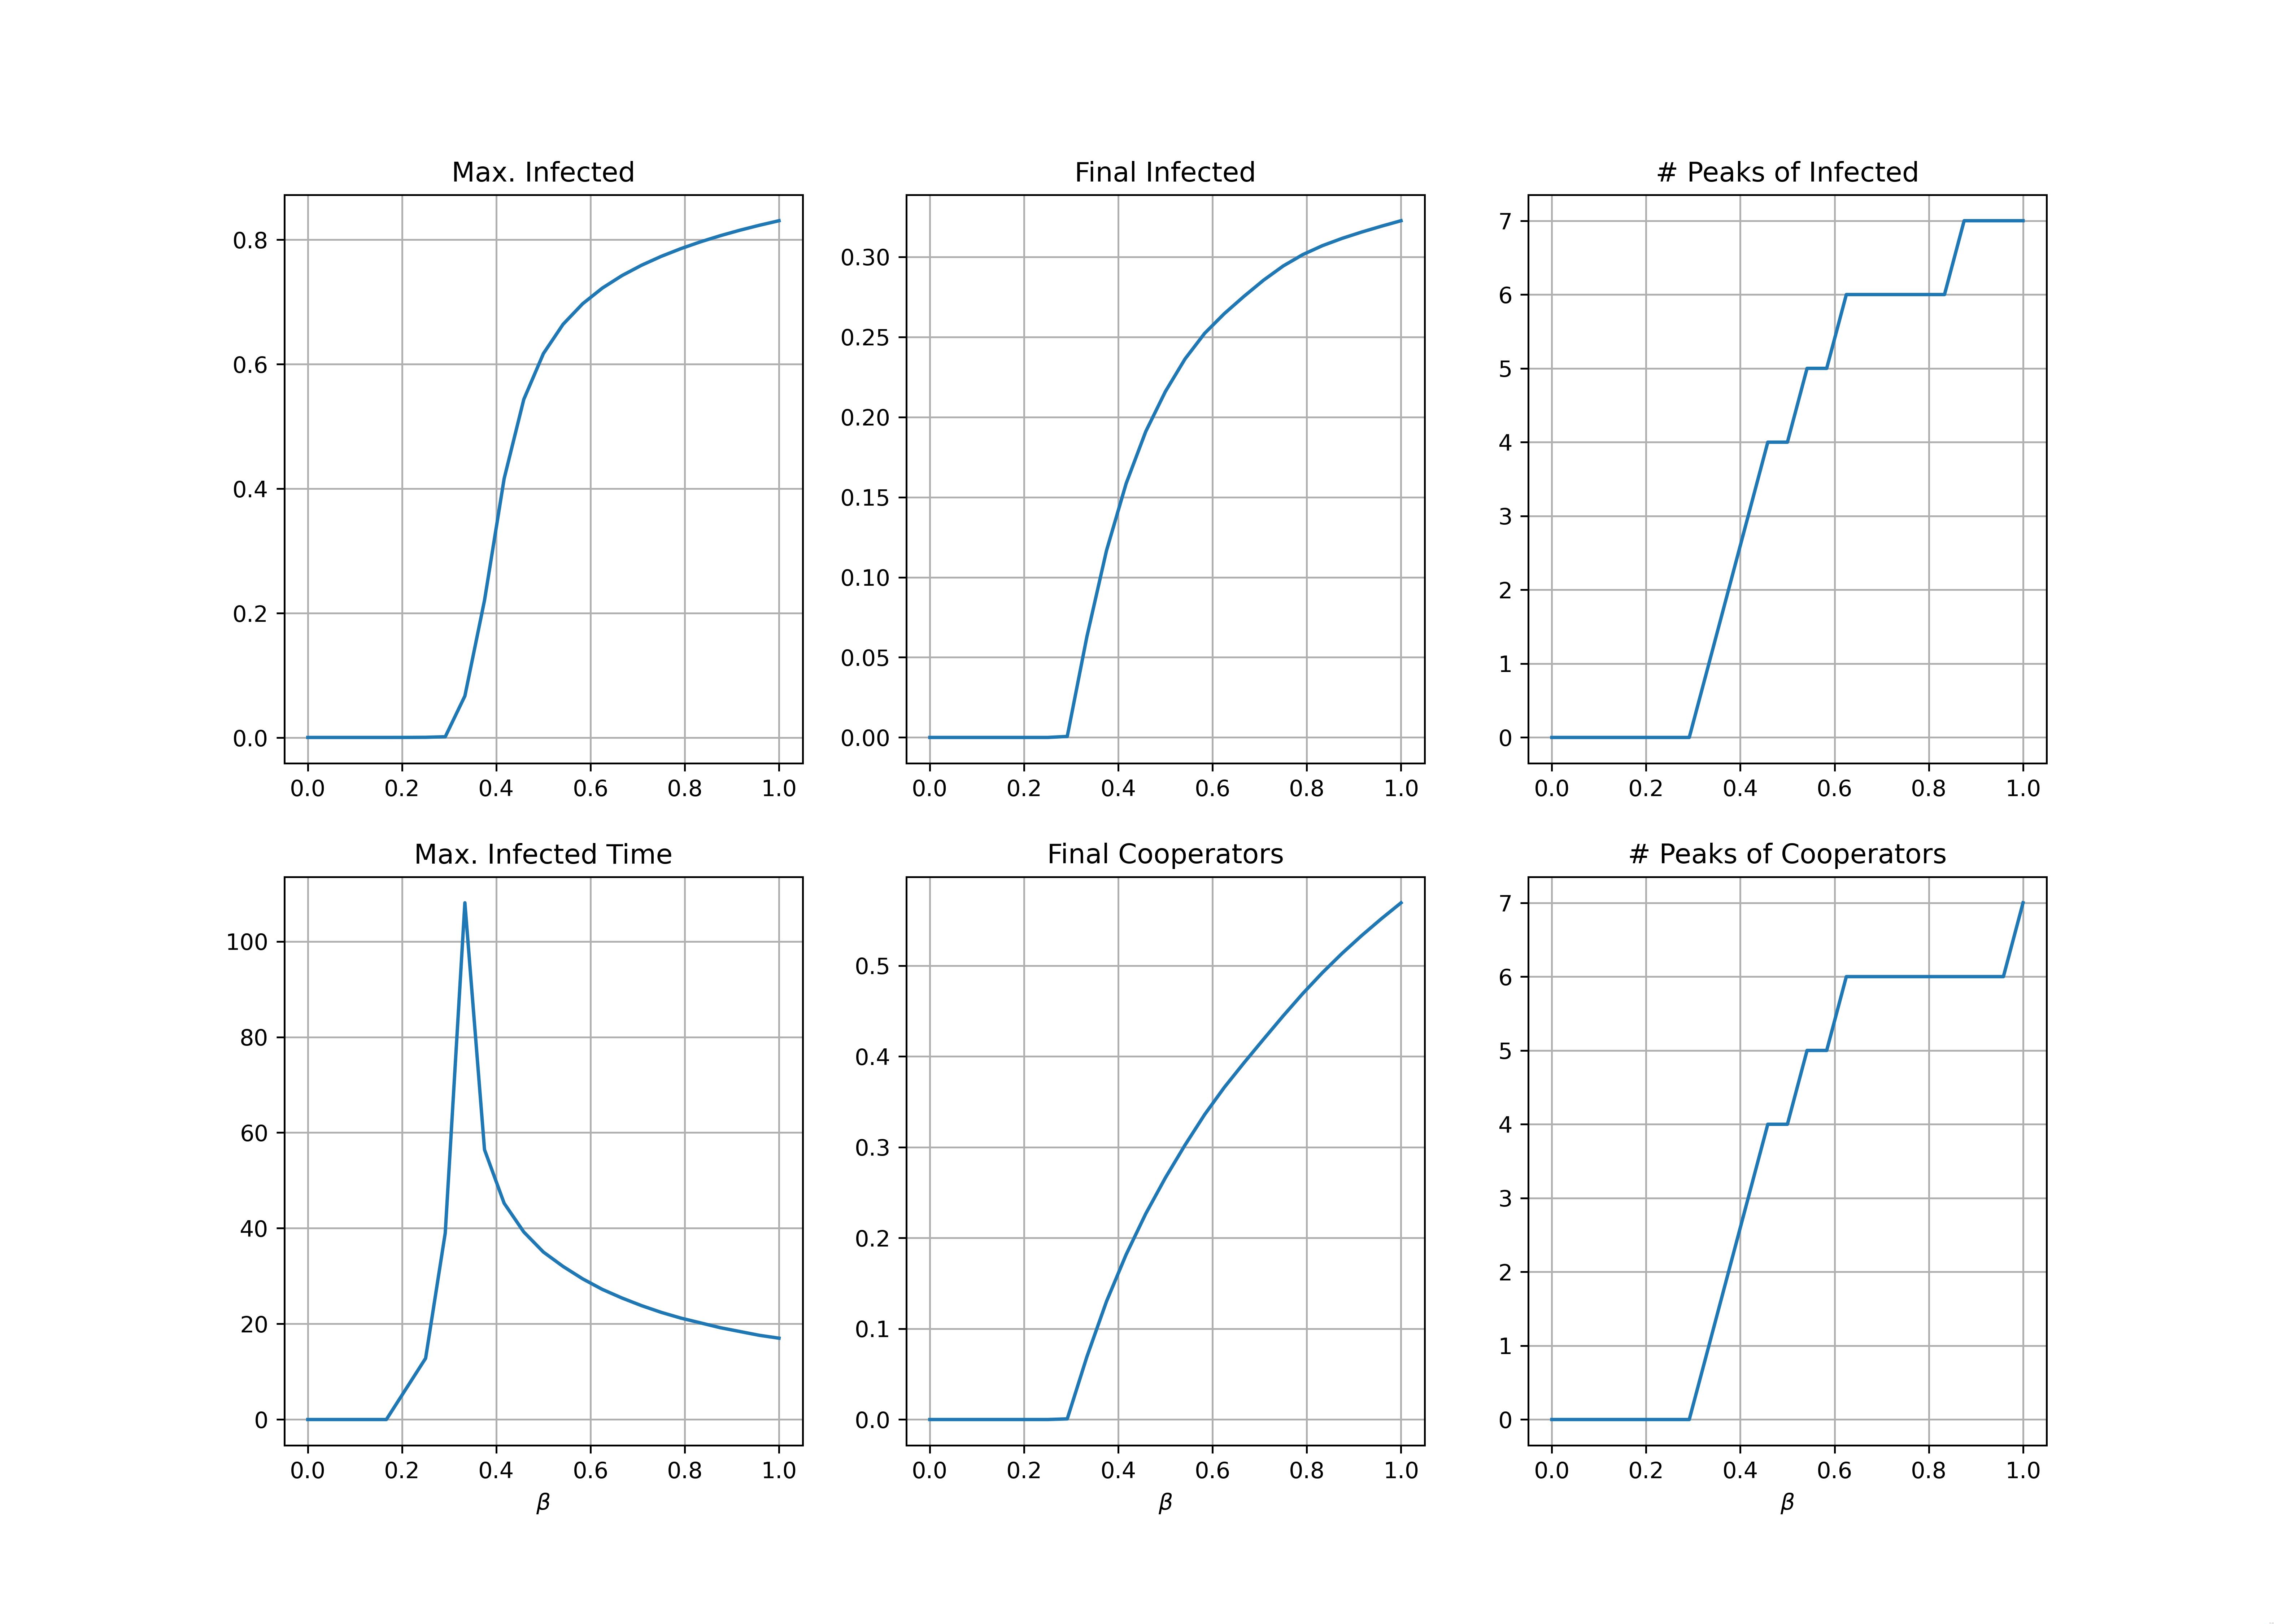 Max. Infected
0.8
0.6
0.4
0.2
0.0
0.0 0.2 0.4 0.6 0.8 1.0
Final Infected
0.30
0.25
0.20
0.15
0.10
0.05
0.00
0.0 0.2 0.4 0.6 0.8 1.0
# Peaks of Infected
7
6
5
4
3
2
1
0
0.0 0.2 0.4 0.6 0.8 1.0
Max. Infected Time
100
80
60
40
20
0
0.0 0.2 0.4 0.6 0.8 1.0
β
Final Cooperators
0.5
0.4
0.3
0.2
0.1
0.0
0.0 0.2 0.4 0.6 0.8 1.0
β
# Peaks of Cooperators
7
6
5
4
3
2
1
0
0.0 0.2 0.4 0.6 0.8 1.0
β